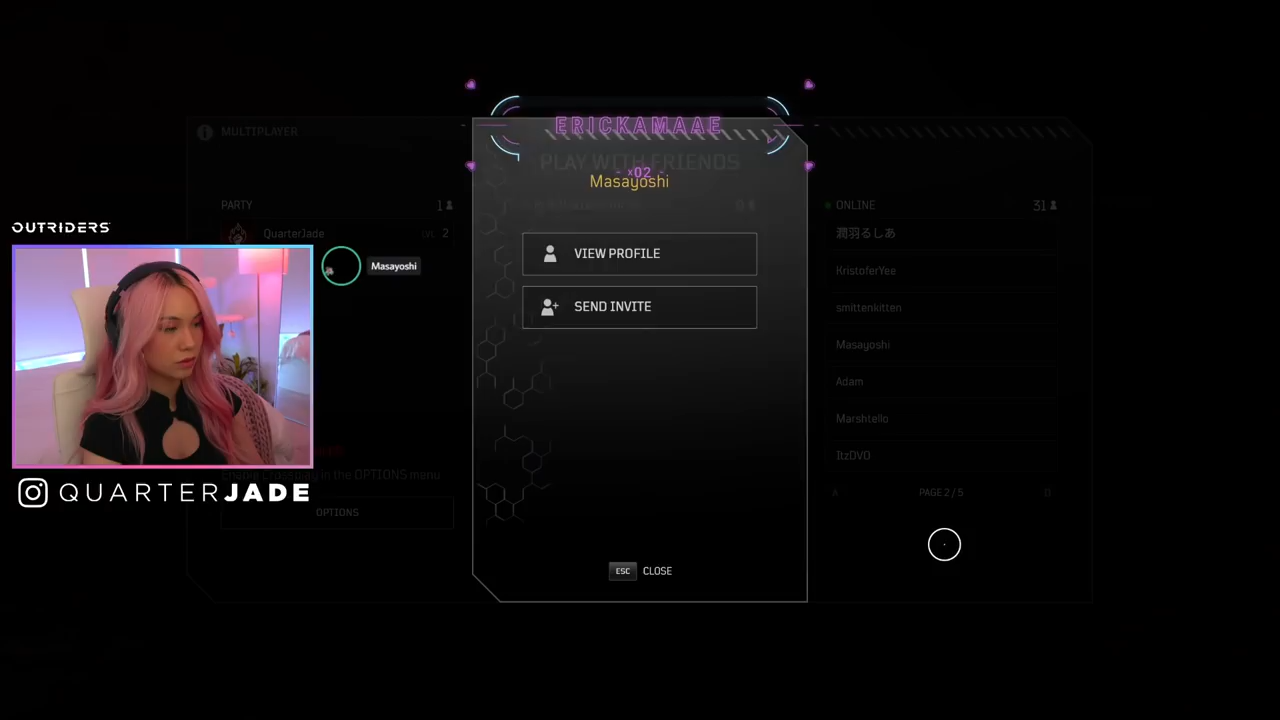 ERICKAMAAE
MULTIPLAYER
PLAY WITH FRIENDS
x02
Masayoshi
PARTY
1
ONLINE
31
QuarterJade
LVL 2
潤羽るしあ
OUTRIDERS
VIEW PROFILE
Masayoshi
KristoferYee
SEND INVITE
smittenkitten
Masayoshi
Adam
Marshtello
ItzDVO
in the OPTIONS menu
QUARTERJADE
PAGE 2 / 5
OPTIONS
ESC CLOSE